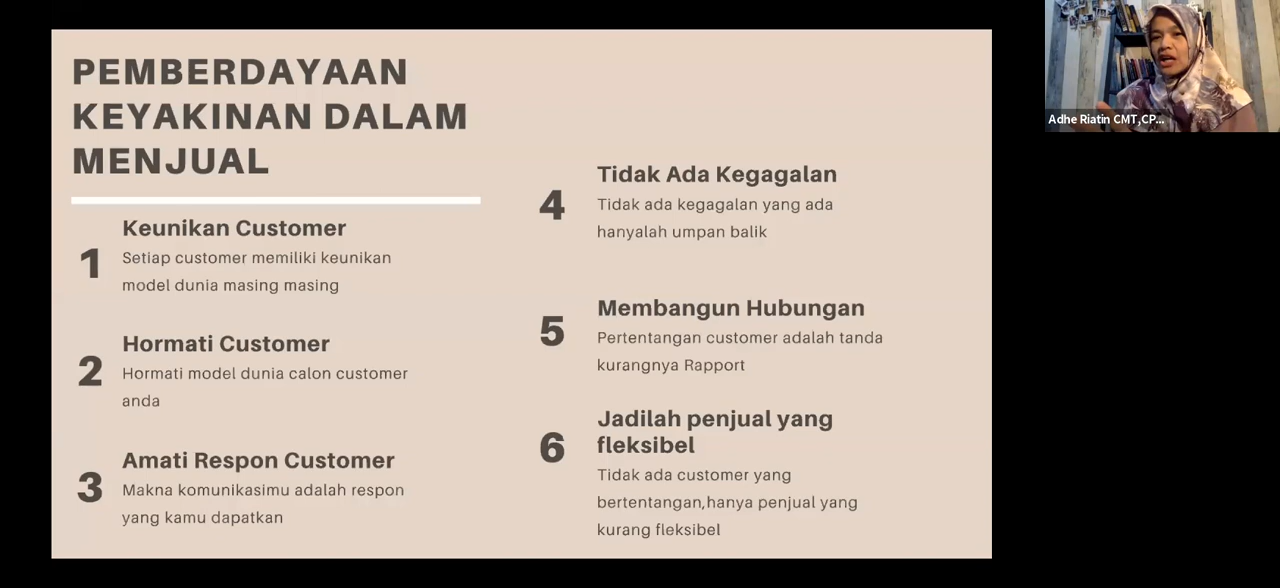 PEMBERDAYAAN
KEYAKINAN DALAM
MENJUAL
1
Keunikan Customer
Setiap customer memiliki keunikan
model dunia masing masing
2
Hormati Customer
Hormati model dunia calon customer
anda
3
Amati Respon Customer
Makna komunikasimu adalah respon
yang kamu dapatkan
4
Tidak Ada Kegagalan
Tidak ada kegagalan yang ada
hanyalah umpan balik
5
Membangun Hubungan
Pertentangan customer adalah tanda
kurangnya Rapport
6
Jadilah penjual yang
fleksibel
Tidak ada customer yang
bertentangan,hanya penjual yang
kurang fleksibel
Adhe Riatin CMT,CP...